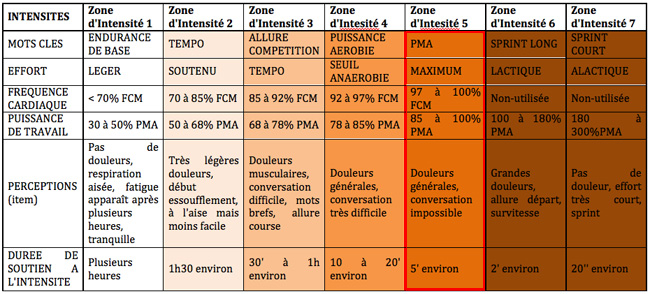 INTENSITES
Zone
d'Intensité 1
Zone
d'Intensité 2
Zone
d'Intensité 3
Zone
d'Intesité 4
Zone
d'Intesité 5
Zone
d'Intensité 6
Zone
d'Intensité 7
MOTS CLES
ENDURANCE
DE BASE
TEMPO
ALLURE
COMPETITION
PUISSANCE
AEROBIE
PMA
SPRINT LONG
SPRINT
COURT
EFFORT
LEGER
SOUTENU
TEMPO
SEUIL
ANAEROBIE
MAXIMUM
LACTIQUE
ALACTIQUE
FREQUENCE
CARDIAQUE
< 70% FCM
70 à 85% FCM
85 à 92% FCM
92 à 97% FCM
97 à 100%
FCM
Non-utilisée
Non-utilisée
PUISSANCE
DE TRAVAIL
30 à 50% PMA
50 à 68% PMA
68 à 78% PMA
78 à 85% PMA
85 à 100%
PMA
100 à 180%
PMA
180 à
300%PMA
PERCEPTIONS
(item)
Pas de
douleurs,
respiration
aisée, fatigue
apparaît après
plusieurs
heures,
tranquille
Très légères
douleurs,
début
essoufflement,
à l'aise mais
moins facile
Douleurs
musculaires,
conversation
difficile, mots
brefs, allure
course
Douleurs
générales,
conversation
très difficile
Douleurs
générales,
conversation
impossible
Grandes
douleurs,
allure départ,
survitesse
Pas de
douleur, effort
très court,
sprint
DUREE DE
SOUTIEN A
L'INTENSITE
Plusieurs
heures
1h30 environ
30' à 1h
environ
10 à 20'
environ
5' environ
2' environ
20'' environ